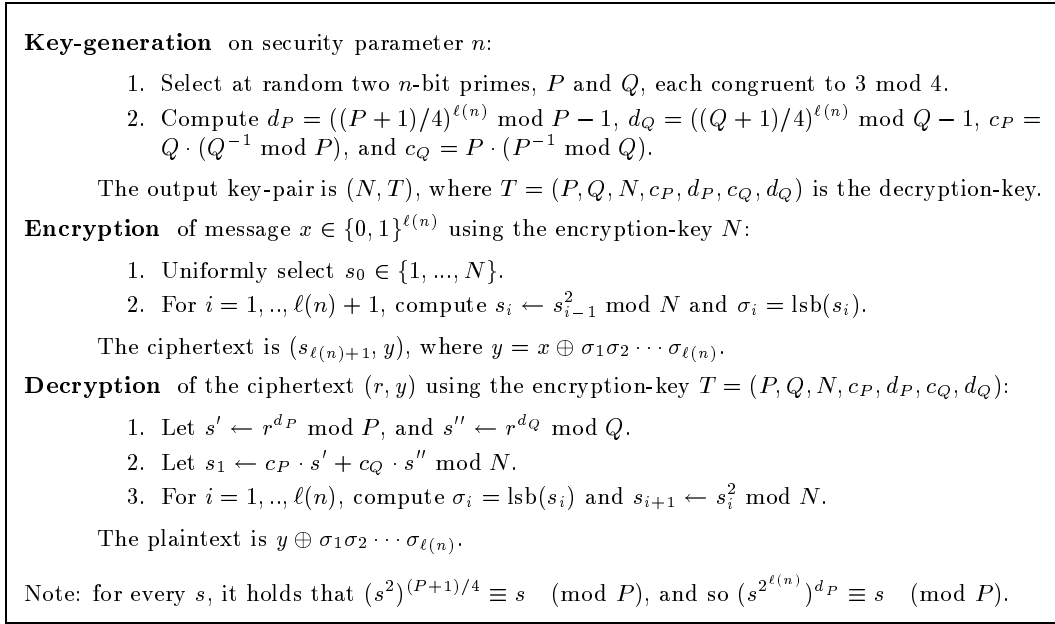 Key-generation on security parameter n:
1. Select at random two n-bit primes, P and Q, each congruent to 3 mod 4.
2. Compute d_P = ((P + 1)/4)^{ℓ(n)} mod P − 1, d_Q = ((Q + 1)/4)^{ℓ(n)} mod Q − 1, c_P =
Q · (Q^{−1} mod P), and c_Q = P · (P^{−1} mod Q).
The output key-pair is (N, T), where T = (P, Q, N, c_P, d_P, c_Q, d_Q) is the decryption-key.
Encryption of message x ∈ {0, 1}^{ℓ(n)} using the encryption-key N:
1. Uniformly select s_0 ∈ {1, ..., N}.
2. For i = 1, .., ℓ(n) + 1, compute s_i ← s_{i−1}^2 mod N and σ_i = lsb(s_i).
The ciphertext is (s_{ℓ(n)+1}, y), where y = x ⊕ σ_1σ_2 · · · σ_{ℓ(n)}.
Decryption of the ciphertext (r, y) using the encryption-key T = (P, Q, N, c_P, d_P, c_Q, d_Q):
1. Let s′ ← r^{d_P} mod P, and s′′ ← r^{d_Q} mod Q.
2. Let s_1 ← c_P · s′ + c_Q · s′′ mod N.
3. For i = 1, .., ℓ(n), compute σ_i = lsb(s_i) and s_{i+1} ← s_i^2 mod N.
The plaintext is y ⊕ σ_1σ_2 · · · σ_{ℓ(n)}.
Note: for every s, it holds that (s^2)^{(P+1)/4} ≡ s (mod P), and so (s^{2^{ℓ(n)}})^{d_P} ≡ s (mod P).